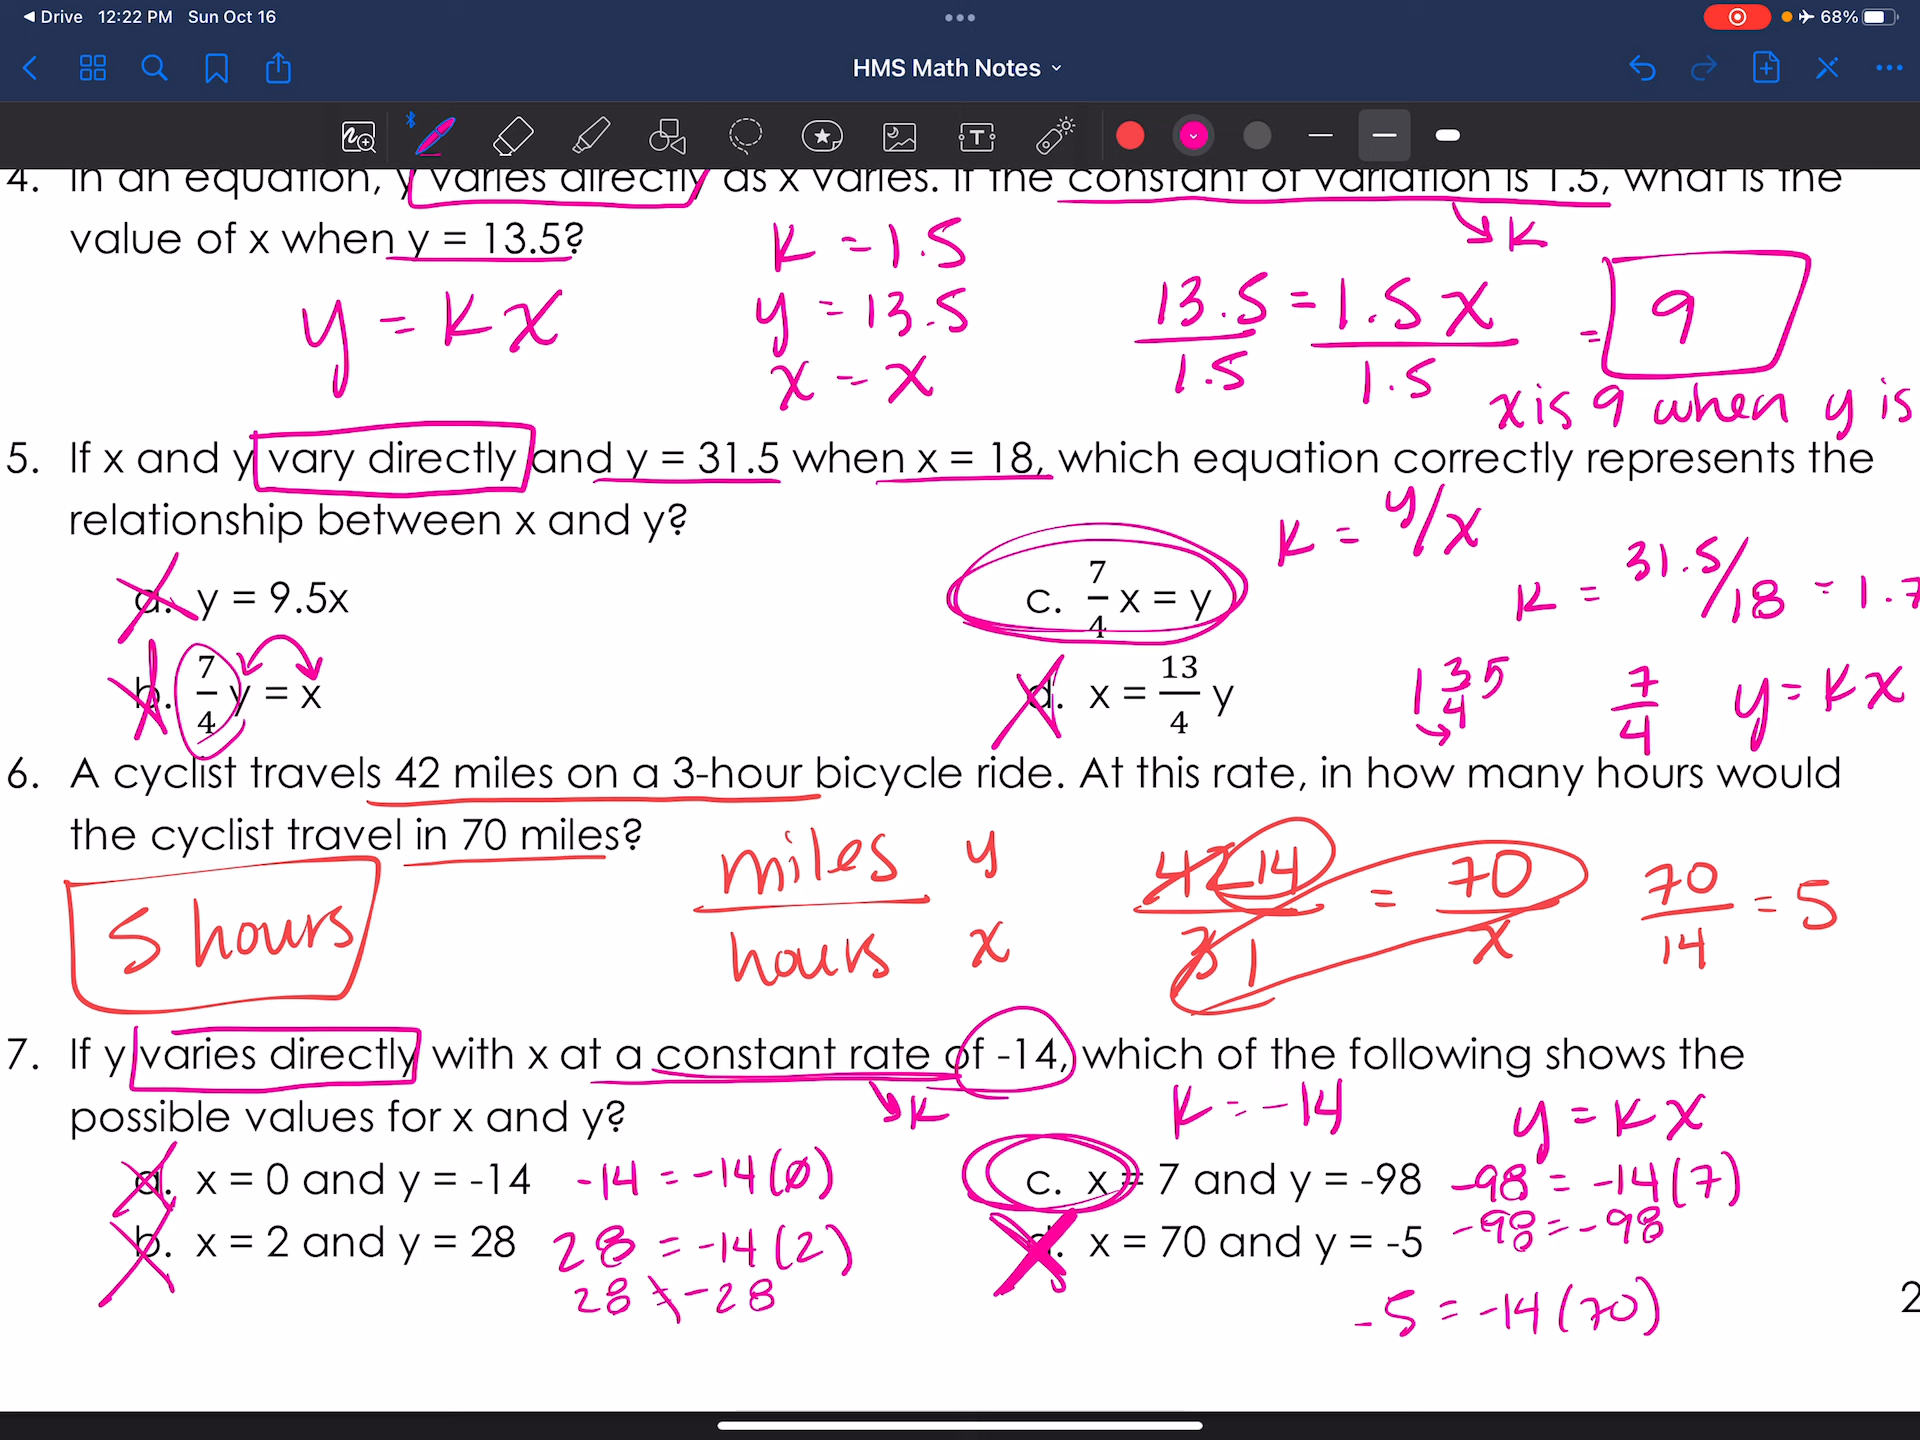 Drive 12:22 PM Sun Oct 16
68%
HMS Math Notes
4. In an equation, y varies directly as x varies. If the constant of variation is 1.5, what is the
value of x when y = 13.5?
K
K = 1.5
y = Kx
y = 13.5
x = x
13.5 = 1.5x
1.5 1.5
= 9
x is 9 when y is
5. If x and y vary directly and y = 31.5 when x = 18, which equation correctly represents the
relationship between x and y?
K = y/x
a. y = 9.5x
c. 7/4 x = y
K = 31.5/18 = 1.7
b. 7/4 y = x
d. x = 13/4 y
1 3/4 5
7/4
y = Kx
6. A cyclist travels 42 miles on a 3-hour bicycle ride. At this rate, in how many hours would
the cyclist travel in 70 miles?
5 hours
miles y
hours x
42 14 = 70
3 1 x
70/14 = 5
7. If y varies directly with x at a constant rate of -14, which of the following shows the
possible values for x and y?
K
K = -14
y = Kx
a. x = 0 and y = -14
-14 = -14(0)
c. x = 7 and y = -98
-98 = -14(7)
-98 = -98
b. x = 2 and y = 28
28 = -14(2)
28 ≠ -28
d. x = 70 and y = -5
-5 = -14(70)
2